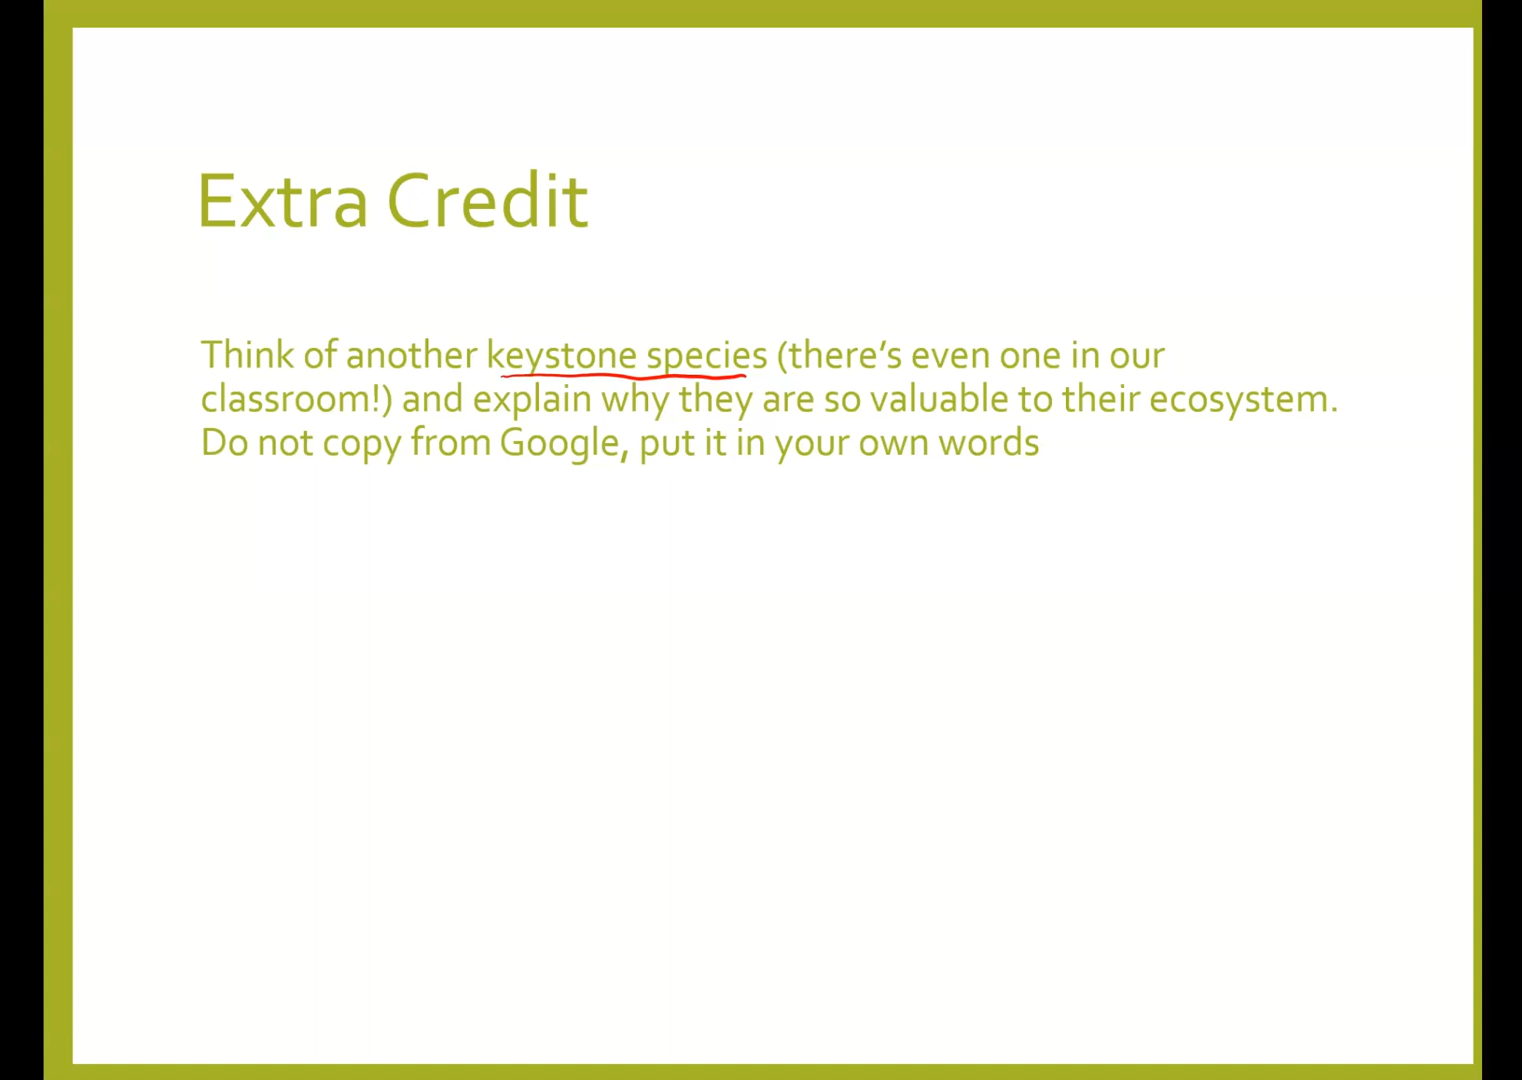 Extra Credit
Think of another keystone species (there’s even one in our
classroom!) and explain why they are so valuable to their ecosystem.
Do not copy from Google, put it in your own words